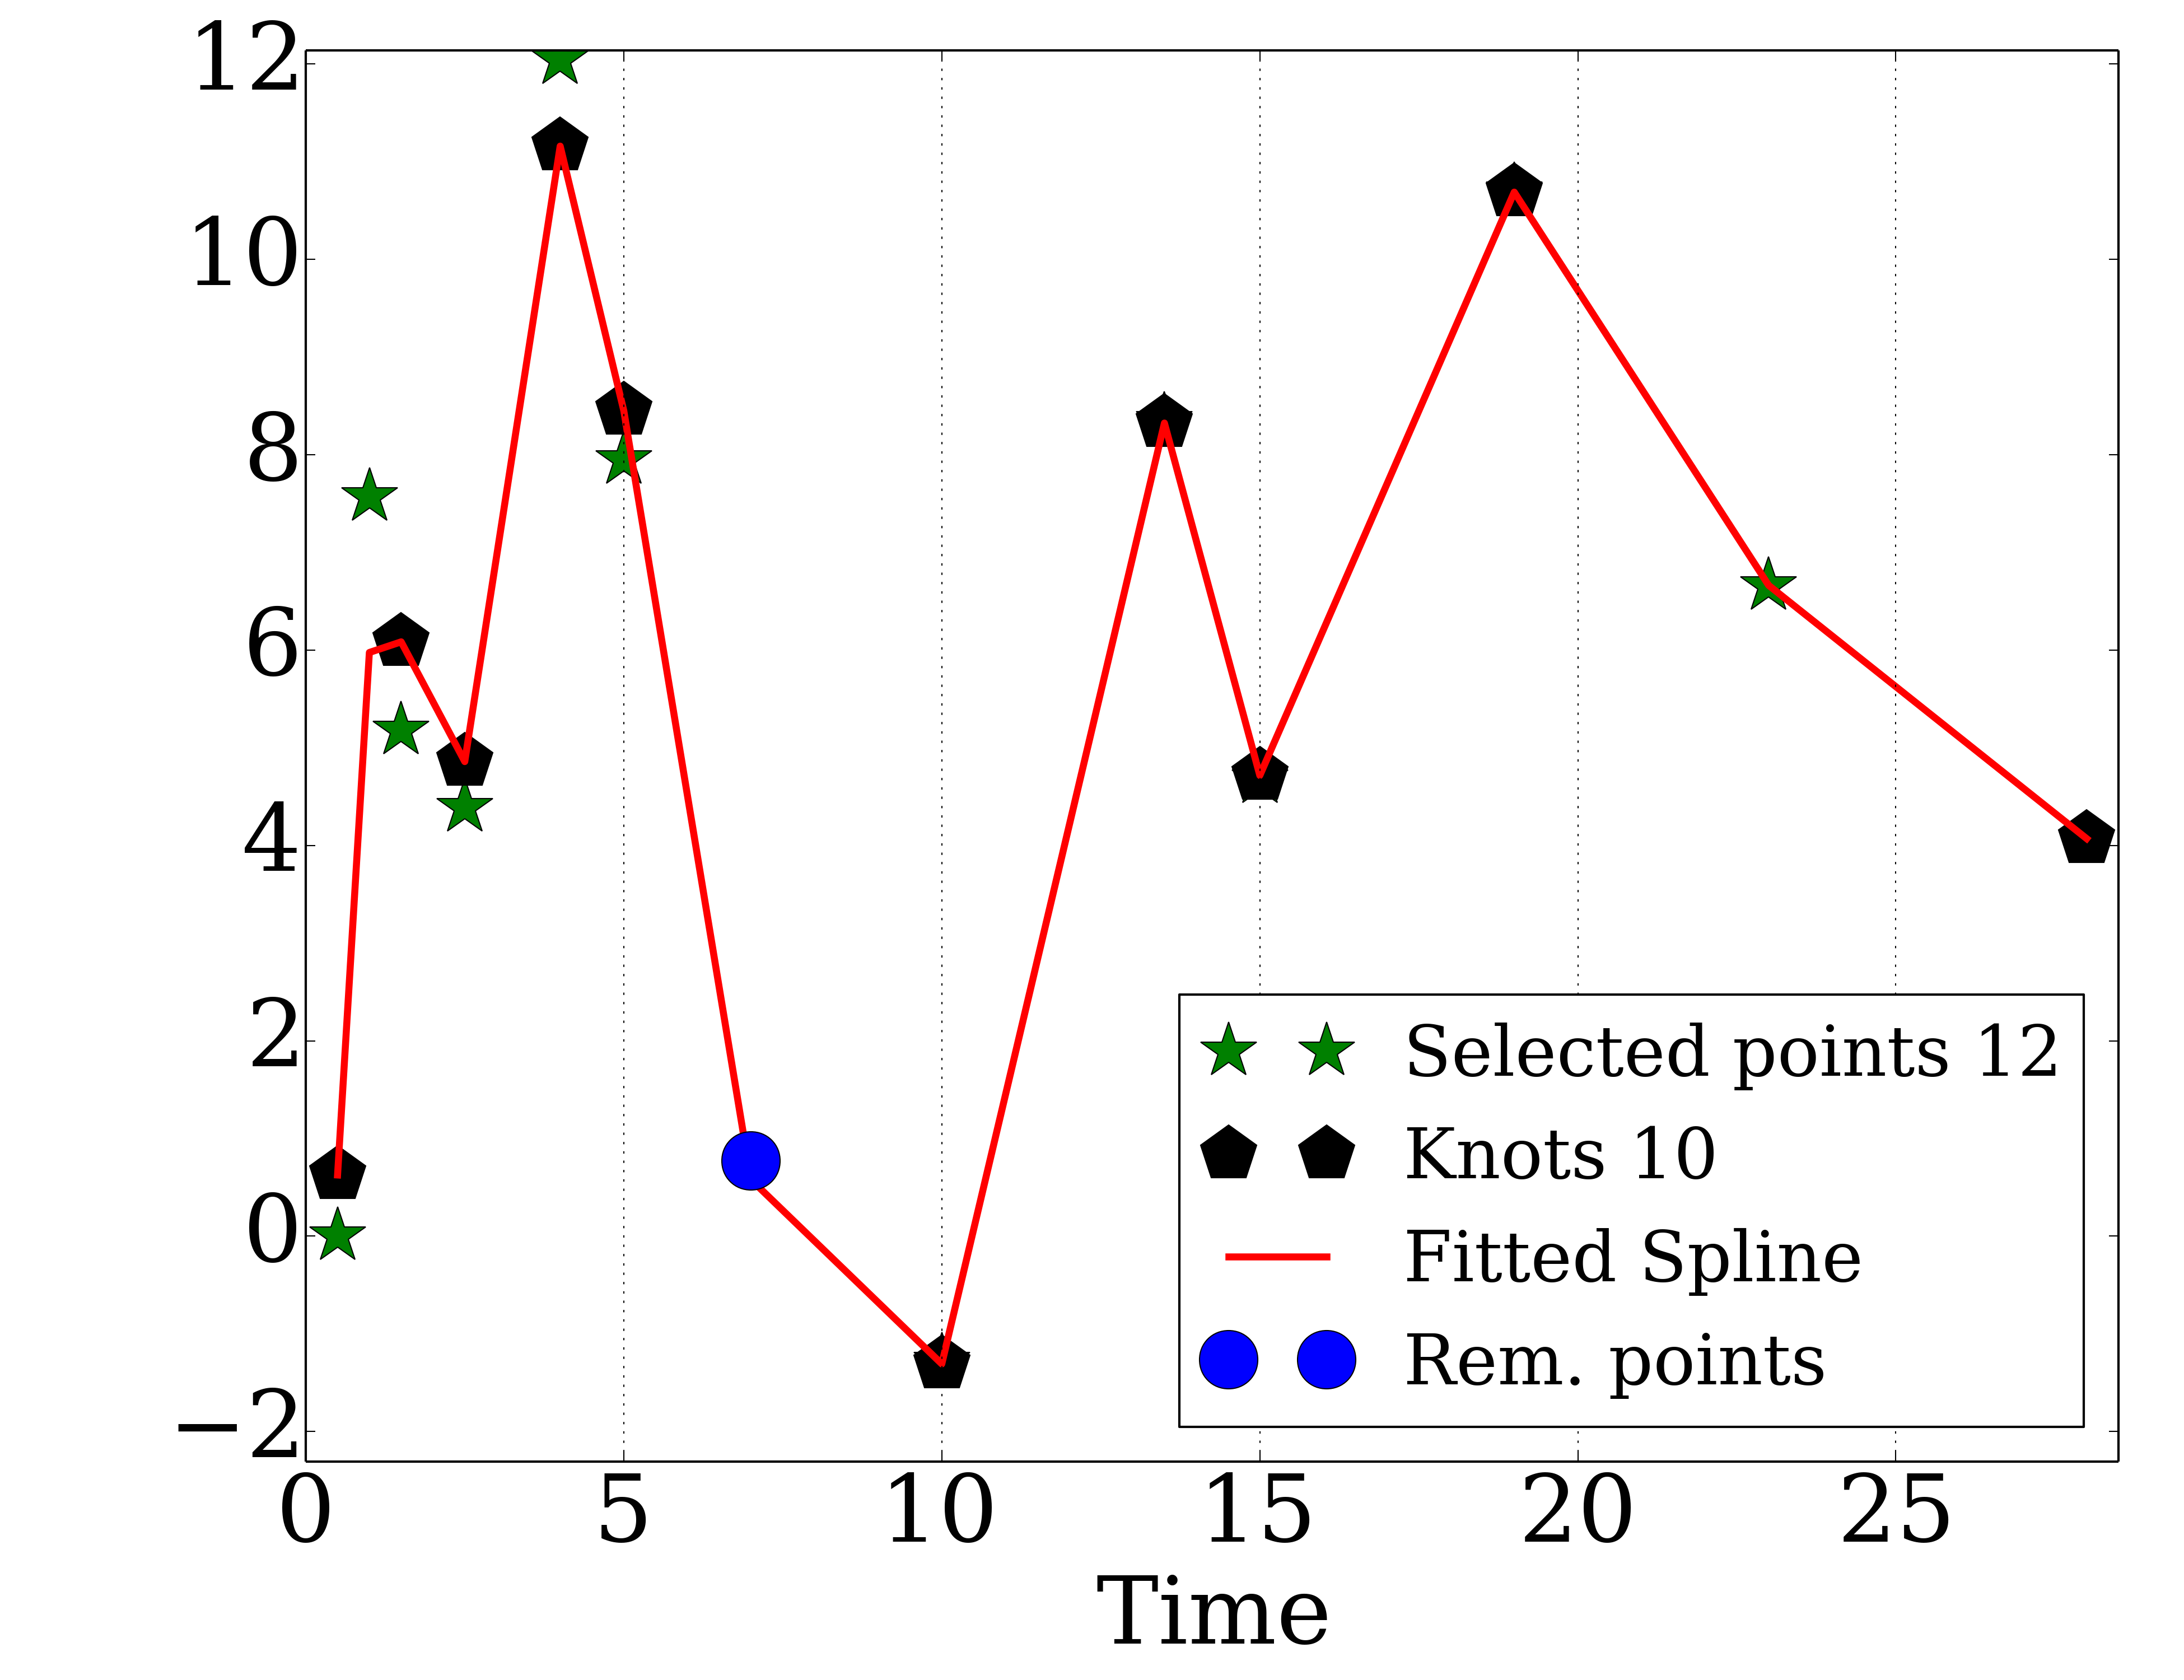 12
10
8
6
4
2
0
−2
0 5 10 15 20 25
Time
Selected points 12
Knots 10
Fitted Spline
Rem. points